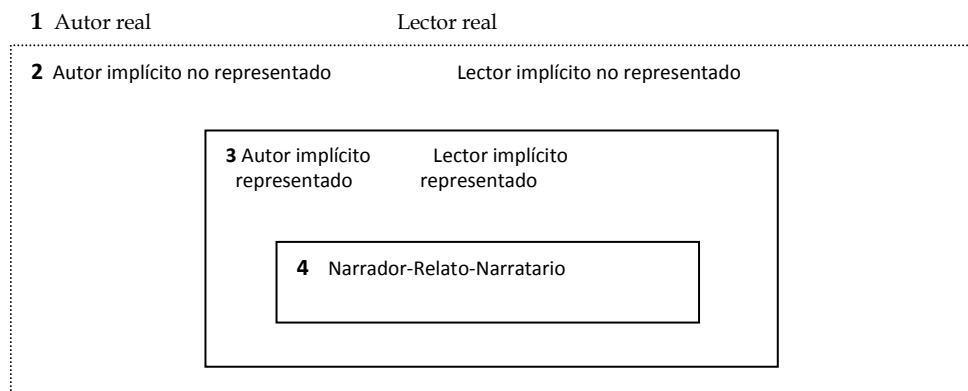 1 Autor real Lector real
2 Autor implícito no representado Lector implícito no representado
3 Autor implícito Lector implícito
representado representado
4 Narrador-Relato-Narratario